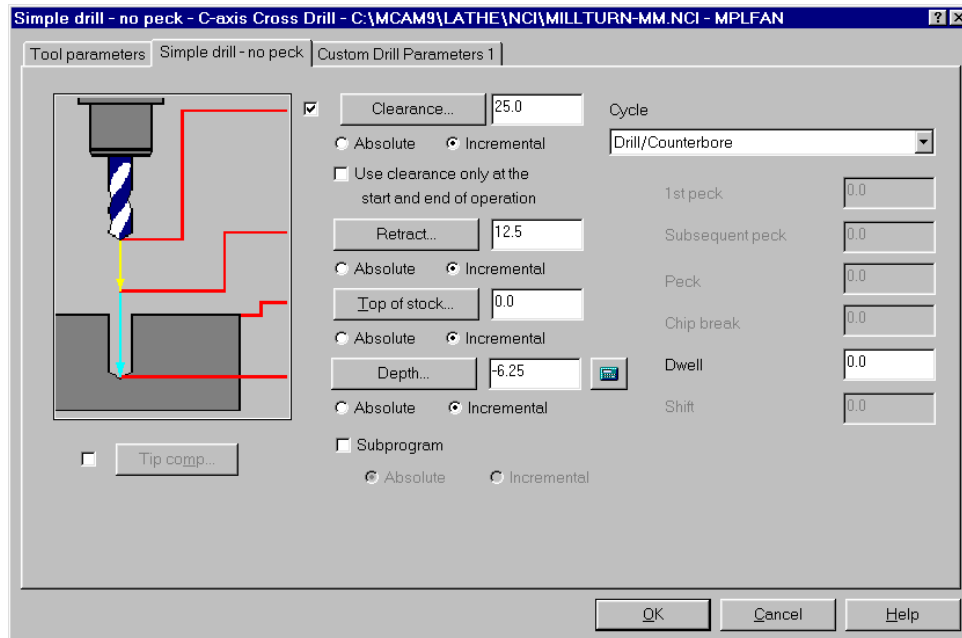 Simple drill - no peck - C-axis Cross Drill - C:\MCAM9\LATHE\NCI\MILLTURN-MM.NCI - MPLFAN
Tool parameters Simple drill - no peck Custom Drill Parameters 1
Clearance... 25.0
Absolute Incremental
Use clearance only at the
start and end of operation
Retract... 12.5
Absolute Incremental
Top of stock... 0.0
Absolute Incremental
Depth... -6.25
Absolute Incremental
Subprogram
Absolute Incremental
Tip comp...
Cycle
Drill/Counterbore
1st peck 0.0
Subsequent peck 0.0
Peck 0.0
Chip break 0.0
Dwell 0.0
Shift 0.0
OK Cancel Help